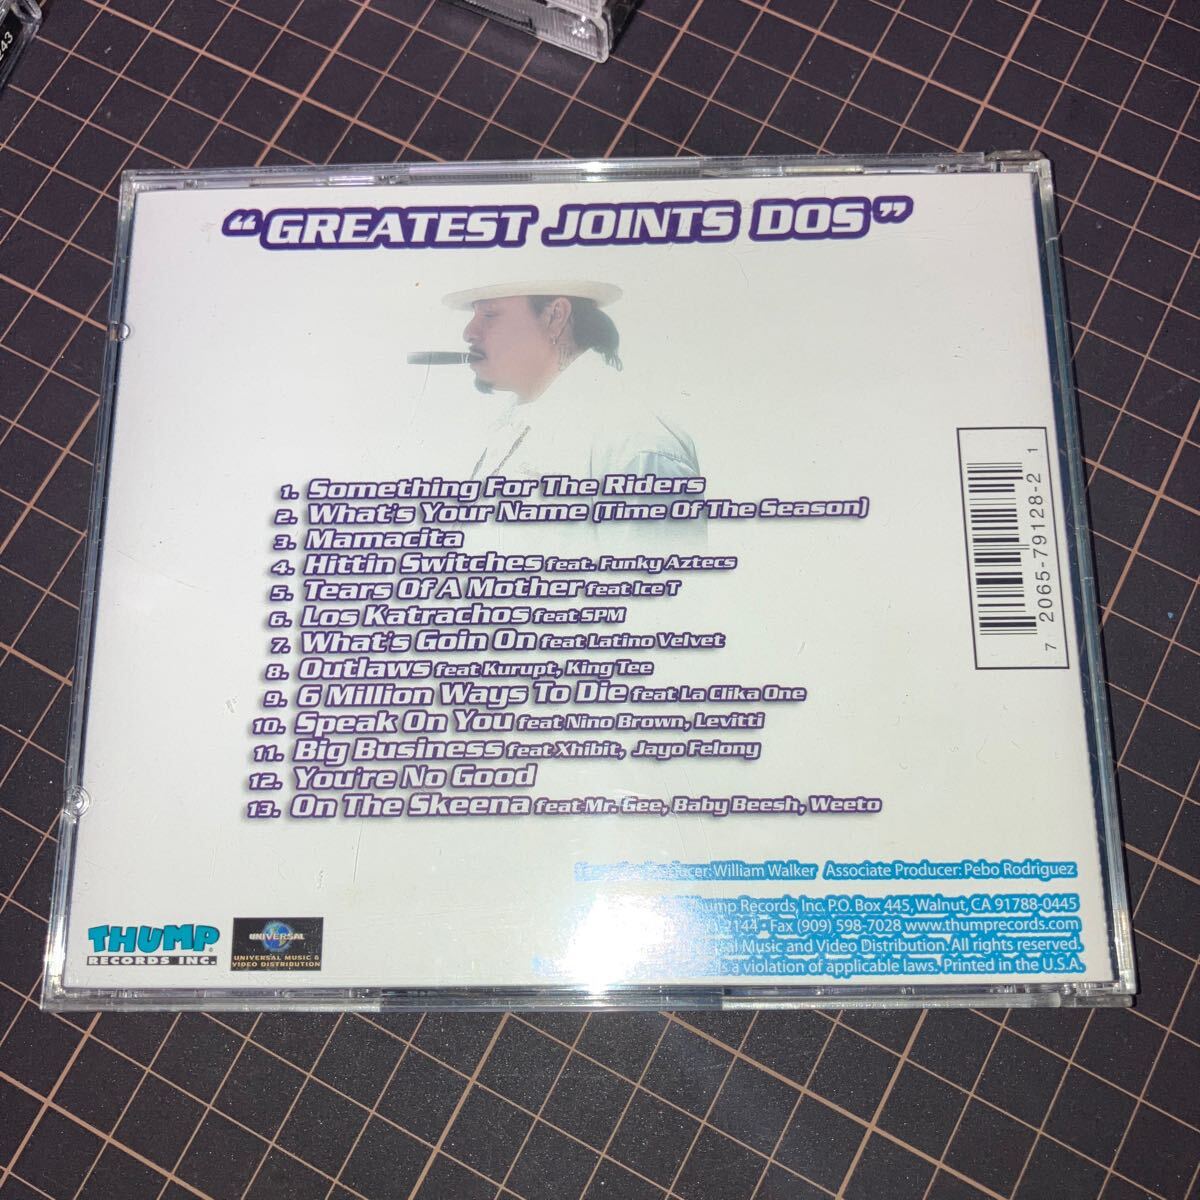 243
"GREATEST JOINTS DOS"
1. Something For The Riders
2. What's Your Name (Time Of The Season)
3. Mamacita
4. Hittin Switches feat. Funky Aztecs
5. Tears Of A Mother feat Ice T
6. Los Katrachos feat SPM
7. What's Goin On feat Latino Velvet
8. Outlaws feat Kurupt, King Tee
9. 6 Million Ways To Die feat La Clika One
10. Speak On You feat Nino Brown, Levitti
11. Big Business feat Xhibit, Jayo Felony
12. You're No Good
13. On The Skeena feat Mr. Gee, Baby Beesh, Weeto
7 2065-79128-2 1
William Walker Associate Producer: Pebo Rodriguez
Thump Records, Inc. P.O. Box 445, Walnut, CA 91788-0445
2144 • Fax (909) 598-7028 www.thumprecords.com
Music and Video Distribution. All rights reserved.
is a violation of applicable laws. Printed in the U.S.A.
THUMP
RECORDS INC.
UNIVERSAL
UNIVERSAL MUSIC &
VIDEO DISTRIBUTION